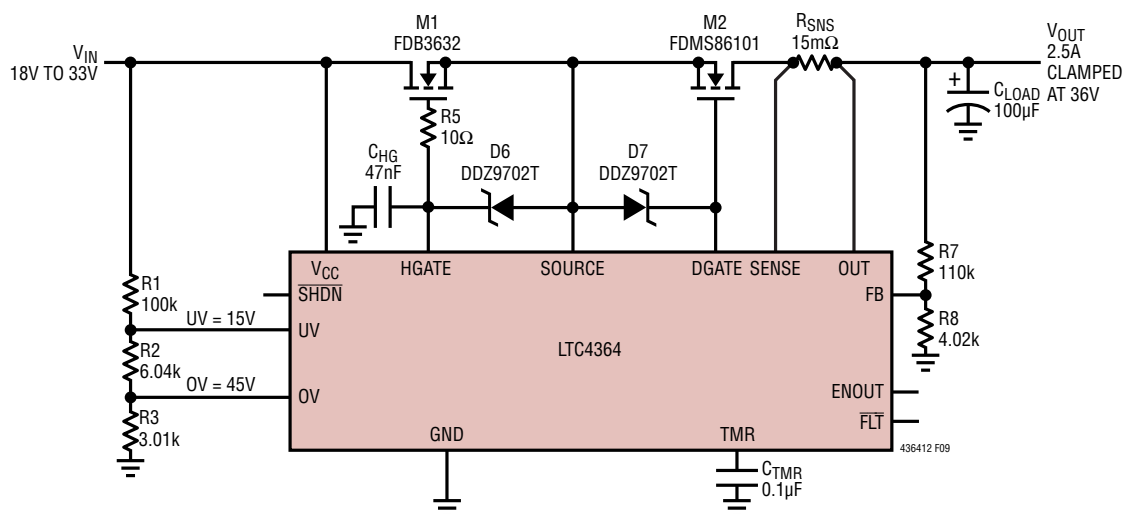 M1
FDB3632
M2
FDMS86101
RSNS
15mΩ
VIN
18V TO 33V
VOUT
2.5A
CLAMPED
AT 36V
+
CLOAD
100µF
R5
10Ω
CHG
47nF
D6
DDZ9702T
D7
DDZ9702T
VCC
HGATE
SOURCE
DGATE
SENSE
OUT
SHDN
FB
R7
110k
R1
100k
UV = 15V
UV
R8
4.02k
LTC4364
R2
6.04k
OV = 45V
OV
ENOUT
R3
3.01k
FLT
GND
TMR
436412 F09
CTMR
0.1µF